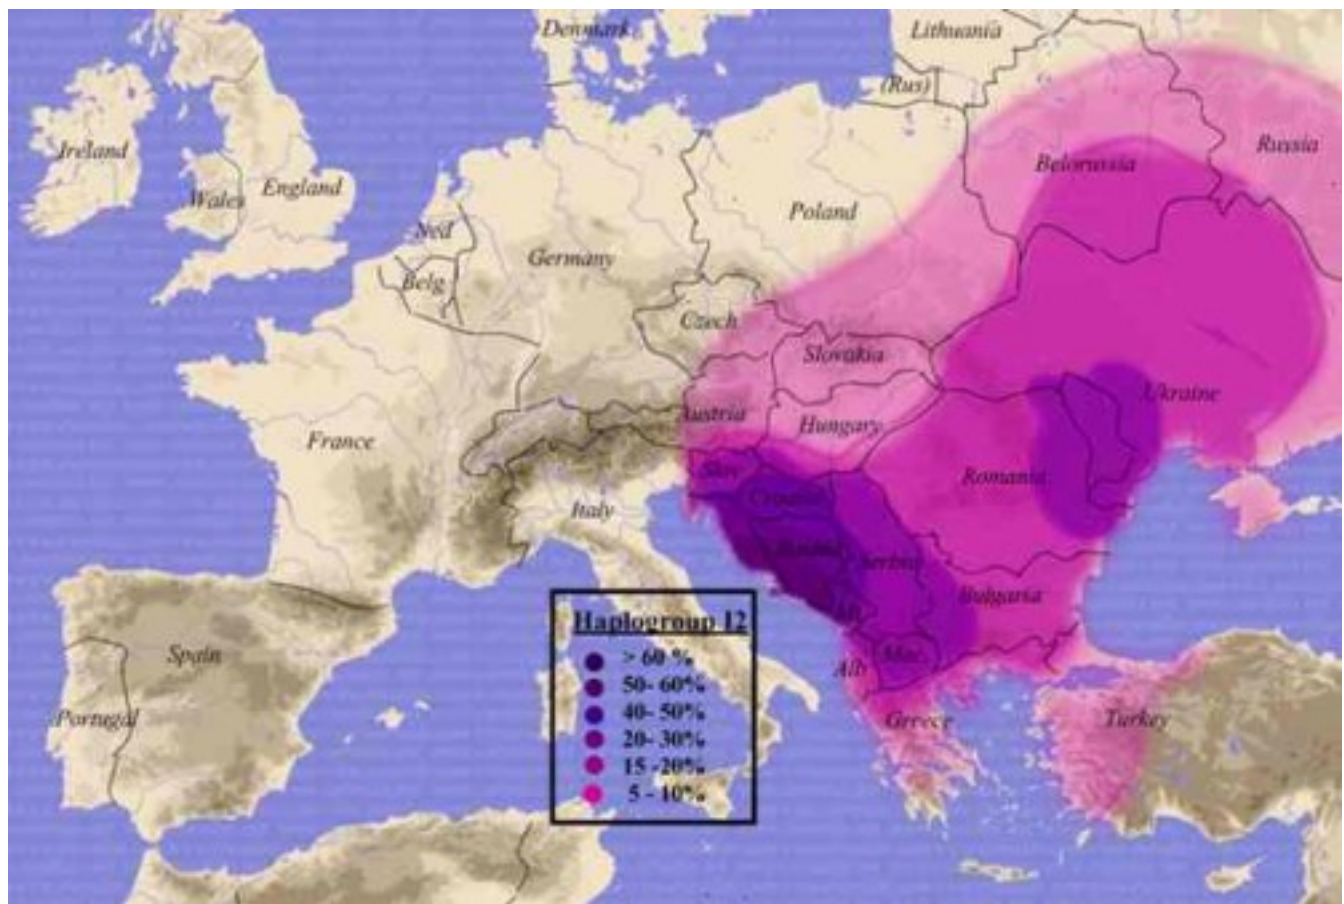 Denmark
Lithuania
(Rus)
Russia
Ireland
Belorussia
Wales
England
Poland
Ned
Germany
Belg
Czech
Slovakia
Ukraine
Austria
Hungary
France
Slov
Romania
Croatia
Italy
Bosnia
Serbia
Bulgaria
Haplogroup I2
> 60 %
50- 60%
40- 50%
20- 30%
15 -20%
5 - 10%
Spain
Mac.
Alb
Portugal
Greece
Turkey